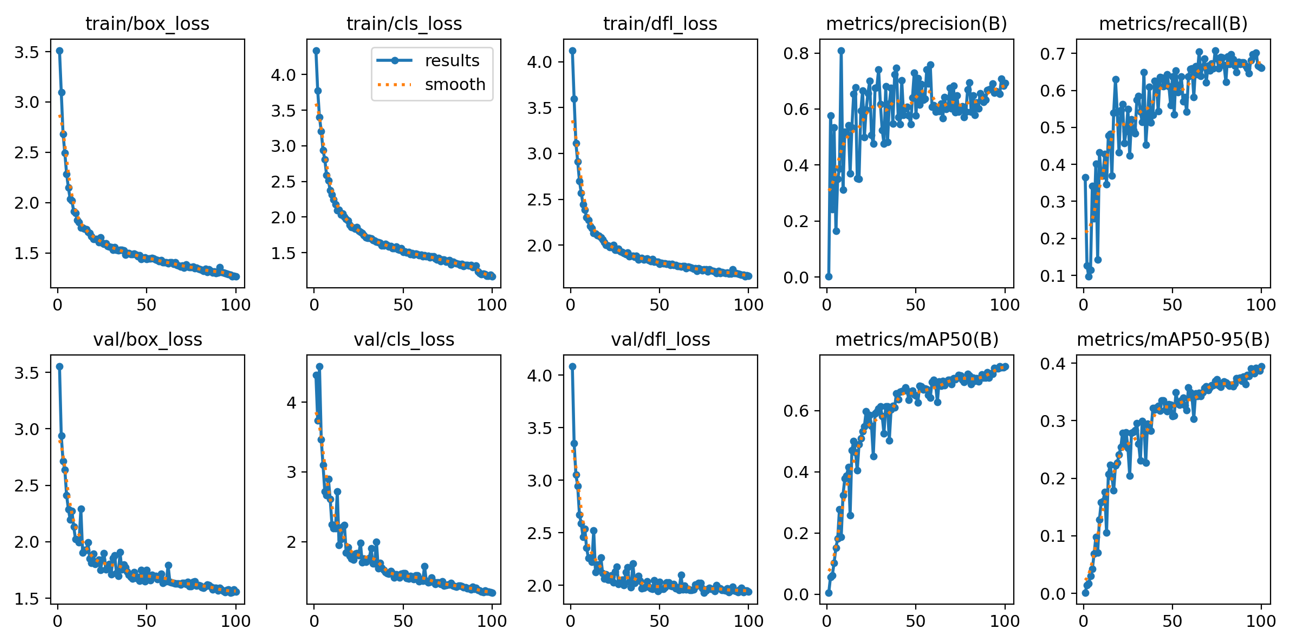 train/box_loss
3.5
3.0
2.5
2.0
1.5
0 50 100
train/cls_loss
results
smooth
4.0
3.5
3.0
2.5
2.0
1.5
0 50 100
train/dfl_loss
4.0
3.5
3.0
2.5
2.0
0 50 100
metrics/precision(B)
0.8
0.6
0.4
0.2
0.0
0 50 100
metrics/recall(B)
0.7
0.6
0.5
0.4
0.3
0.2
0.1
0 50 100
val/box_loss
3.5
3.0
2.5
2.0
1.5
0 50 100
val/cls_loss
4
3
2
0 50 100
val/dfl_loss
4.0
3.5
3.0
2.5
2.0
0 50 100
metrics/mAP50(B)
0.6
0.4
0.2
0.0
0 50 100
metrics/mAP50-95(B)
0.4
0.3
0.2
0.1
0.0
0 50 100